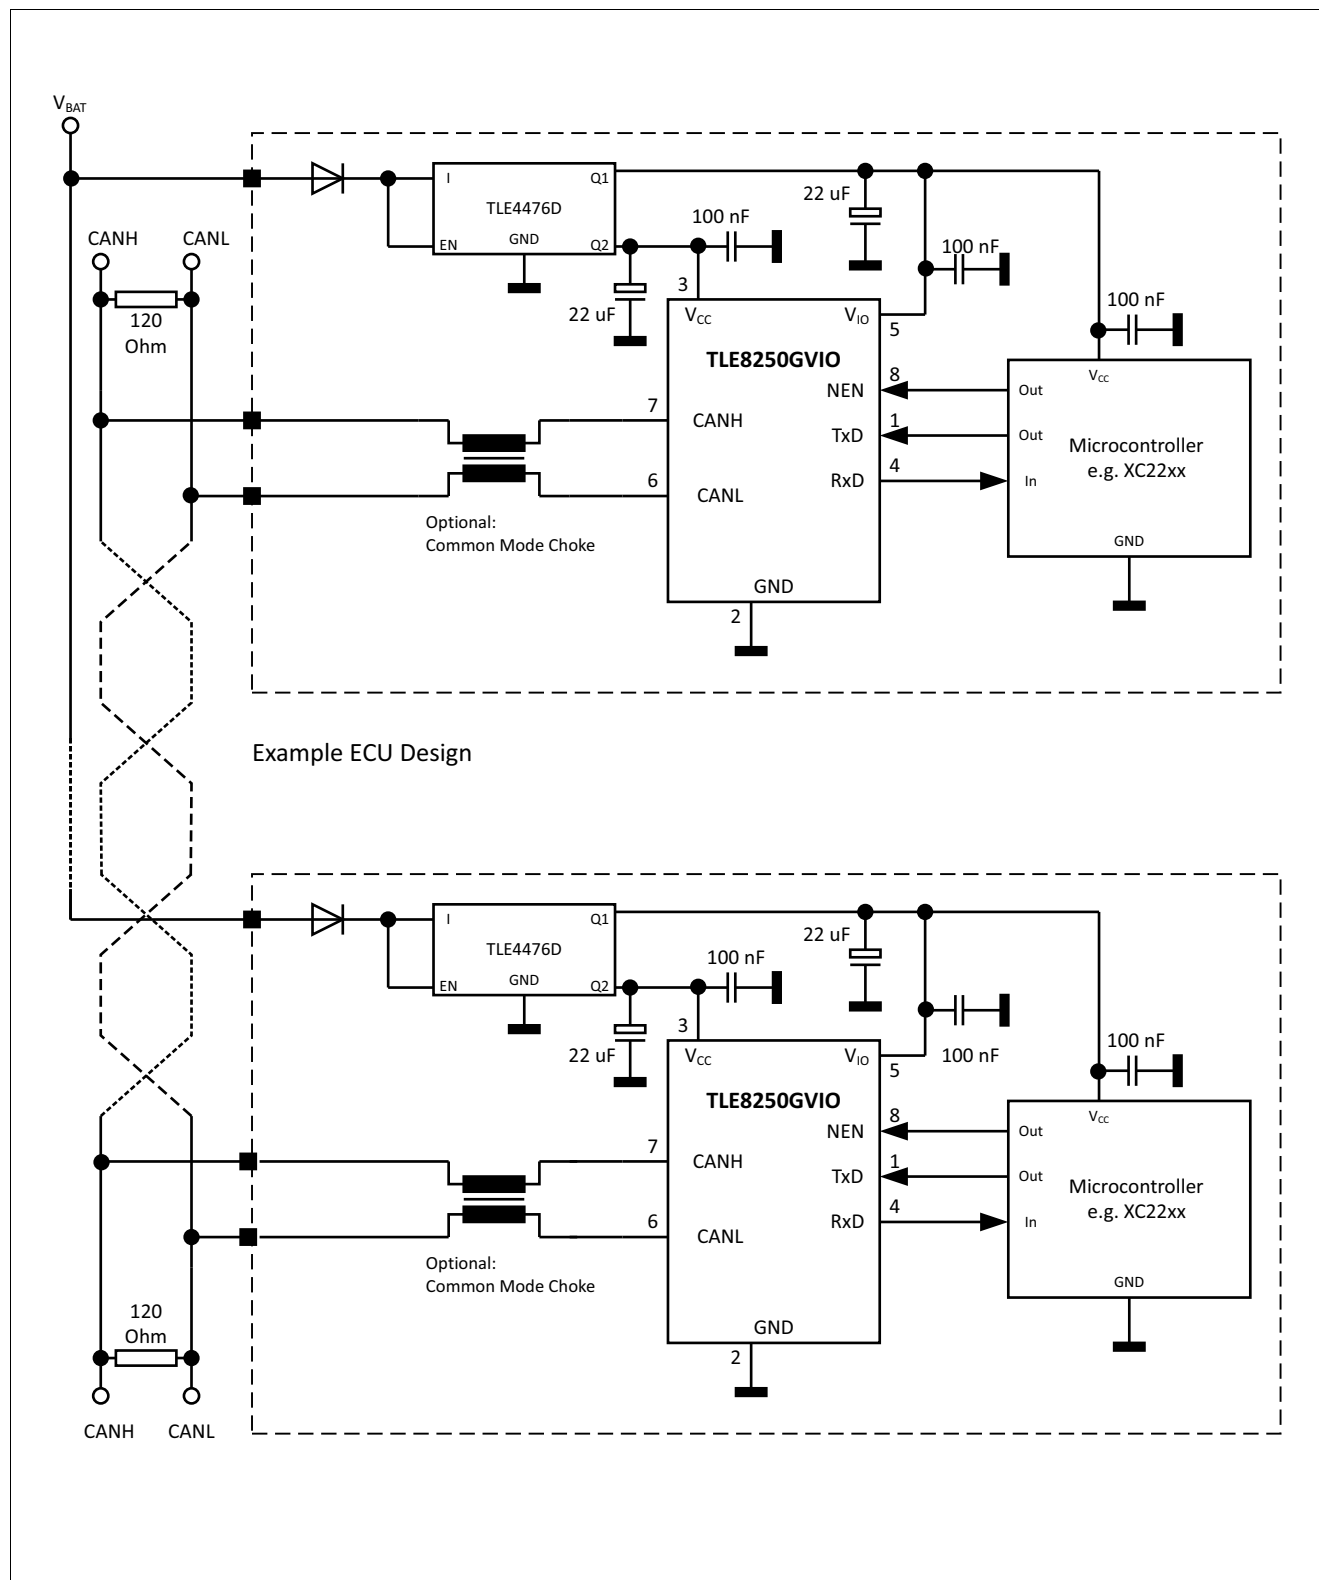 VBAT
I
Q1
TLE4476D
EN
GND
Q2
22 uF
100 nF
100 nF
CANH
CANL
120
Ohm
22 uF
3
VCC
VIO
5
100 nF
TLE8250GVIO
VCC
NEN
8
Out
7
CANH
TxD
1
Out
Microcontroller
e.g. XC22xx
6
CANL
RxD
4
In
Optional:
Common Mode Choke
GND
GND
2
Example ECU Design
I
Q1
TLE4476D
EN
GND
Q2
22 uF
100 nF
22 uF
3
VCC
VIO
5
100 nF
100 nF
TLE8250GVIO
VCC
NEN
8
Out
7
CANH
TxD
1
Out
Microcontroller
e.g. XC22xx
6
CANL
RxD
4
In
Optional:
Common Mode Choke
GND
120
Ohm
GND
2
CANH
CANL